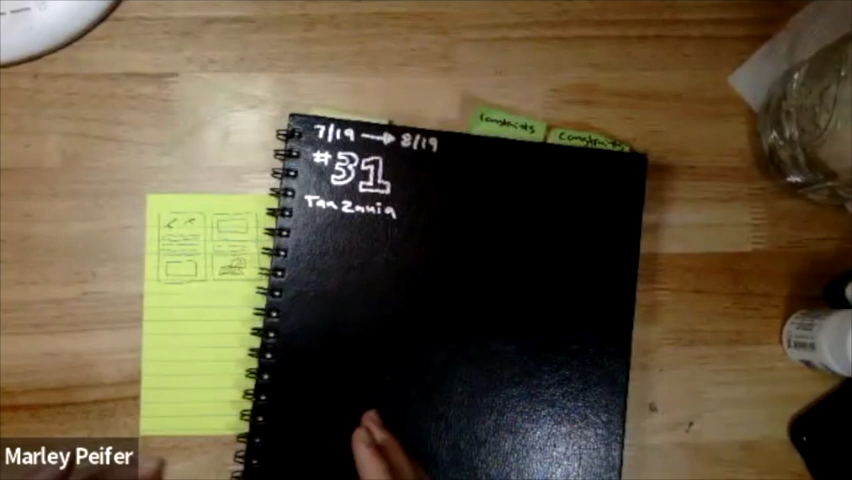 constraints
constraints
7/19 → 8/19
#31
Tanzania
Marley Peifer